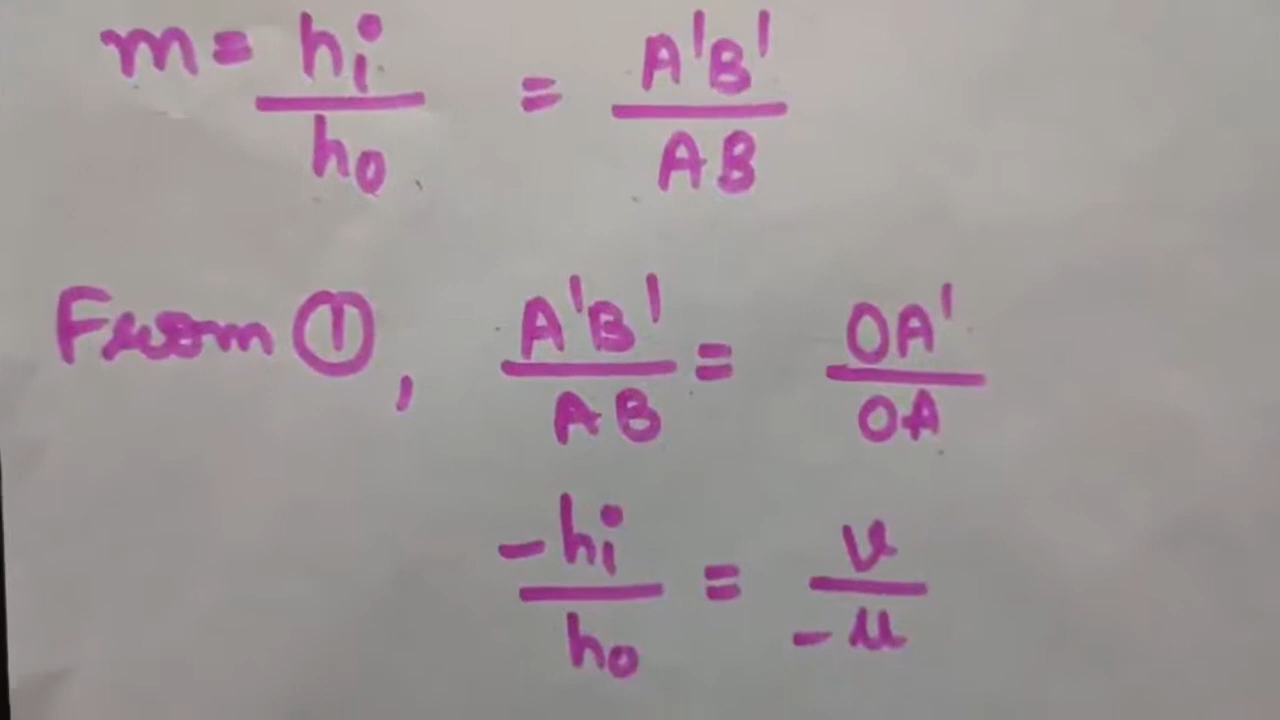 m = hi/ho = A'B'/AB
From ①, A'B'/AB = OA'/OA
-hi/ho = v/-u